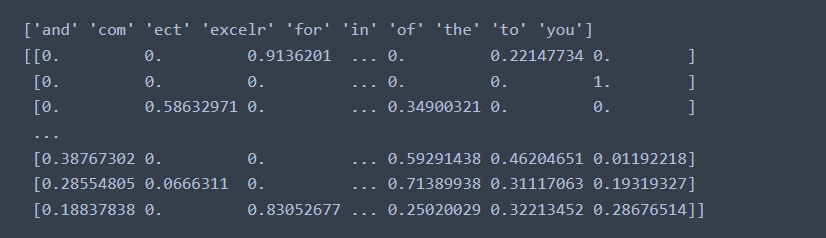 ['and' 'com' 'ect' 'excelr' 'for' 'in' 'of' 'the' 'to' 'you']
[[0. 0. 0.9136201 ... 0. 0.22147734 0. ]
[0. 0. 0. ... 0. 0. 1. ]
[0. 0.58632971 0. ... 0.34900321 0. 0. ]
...
[0.38767302 0. 0. ... 0.59291438 0.46204651 0.01192218]
[0.28554805 0.0666311 0. ... 0.71389938 0.31117063 0.19319327]
[0.18837838 0. 0.83052677 ... 0.25020029 0.32213452 0.28676514]]